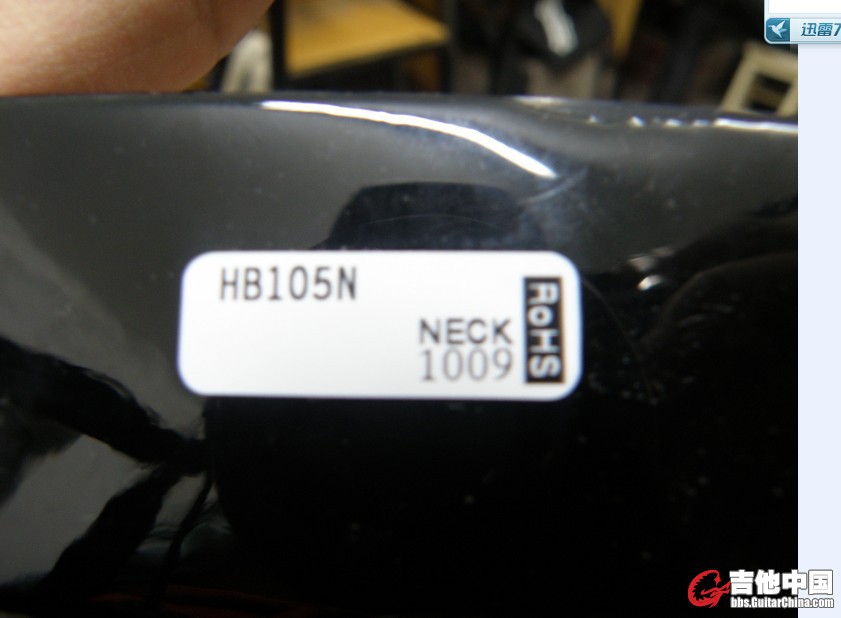 迅雷7
HB105N
NECK
1009
RoHS
吉他中国
bbs.GuitarChina.com